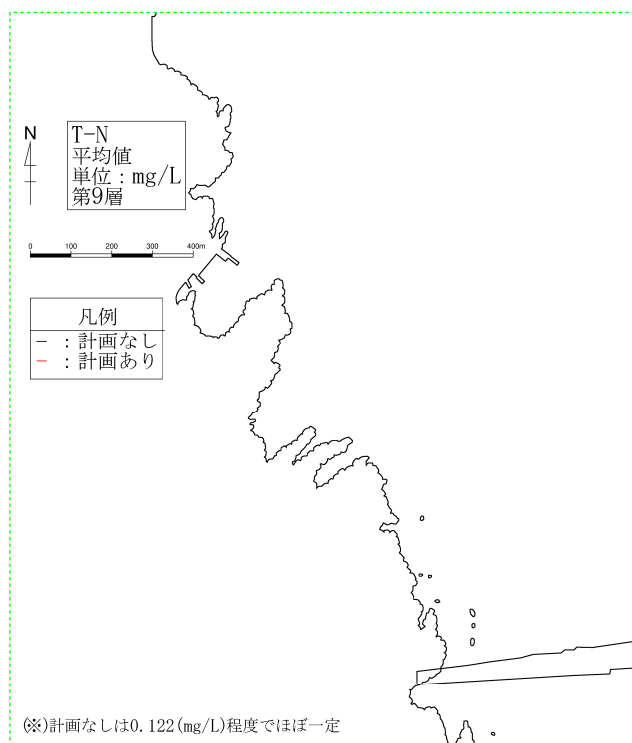 N
T-N
平均値
単位：mg/L
第9層
0 100 200 300 400m
凡例
－ ：計画なし
－ ：計画あり
(※)計画なしは0.122(mg/L)程度でほぼ一定